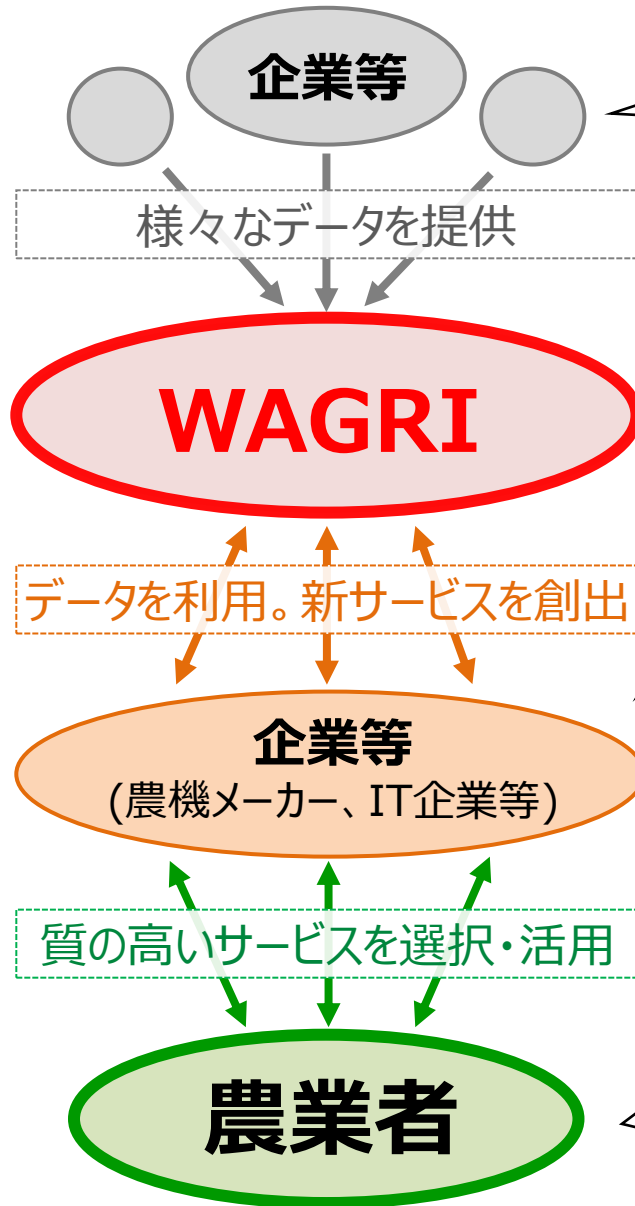 企業等
様々なデータを提供
WAGRI
データを利用。新サービスを創出
企業等
(農機メーカー、IT企業等)
質の高いサービスを選択・活用
農業者